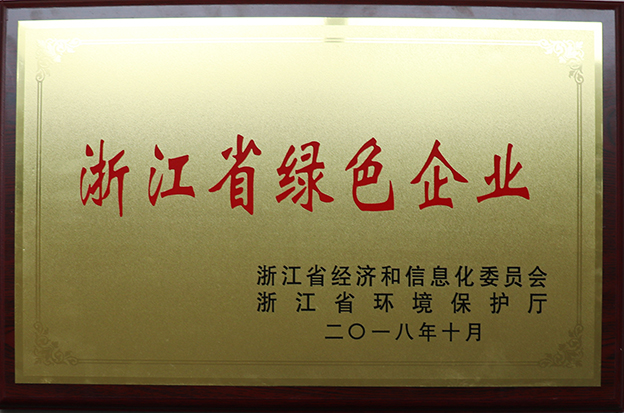 浙江省绿色企业
浙江省经济和信息化委员会
浙江省环境保护厅
二〇一八年十月